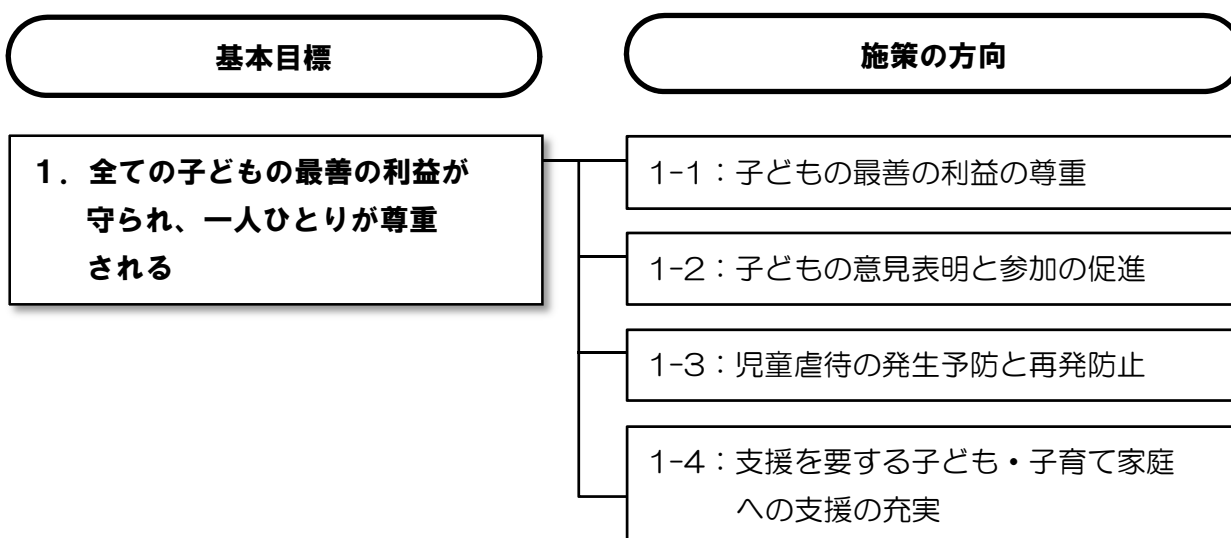 基本目標
施策の方向
１．全ての子どもの最善の利益が
守られ、一人ひとりが尊重
される
1-1：子どもの最善の利益の尊重
1-2：子どもの意見表明と参加の促進
1-3：児童虐待の発生予防と再発防止
1-4：支援を要する子ども・子育て家庭
への支援の充実